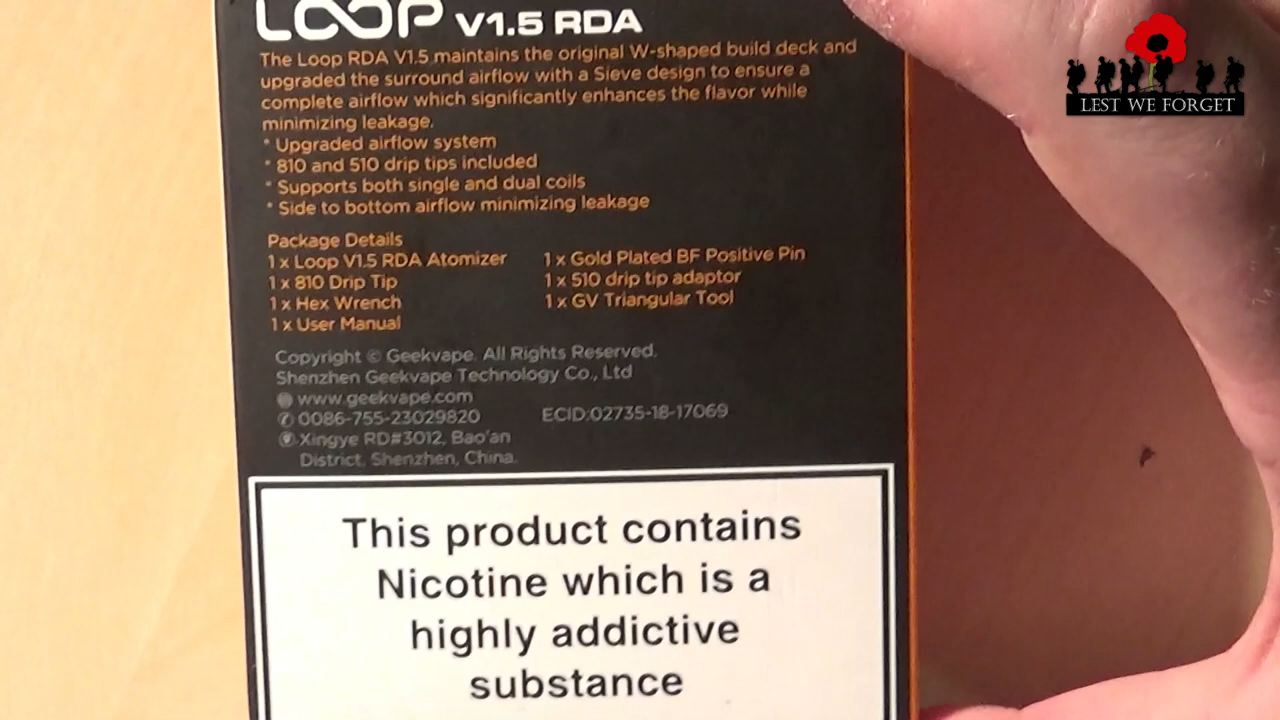 LOOP V1.5 RDA
The Loop RDA V1.5 maintains the original W-shaped build deck and
upgraded the surround airflow with a Sieve design to ensure a
complete airflow which significantly enhances the flavor while
minimizing leakage.
* Upgraded airflow system
* 810 and 510 drip tips included
* Supports both single and dual coils
* Side to bottom airflow minimizing leakage
Package Details
1 x Loop V1.5 RDA Atomizer
1 x 810 Drip Tip
1 x Hex Wrench
1 x User Manual
1 x Gold Plated BF Positive Pin
1 x 510 drip tip adaptor
1 x GV Triangular Tool
Copyright © Geekvape. All Rights Reserved.
Shenzhen Geekvape Technology Co., Ltd
www.geekvape.com
0086-755-23029820 ECID:02735-18-17069
Xingye RD#3012, Bao'an
District, Shenzhen, China.
This product contains
Nicotine which is a
highly addictive
substance
LEST WE FORGET